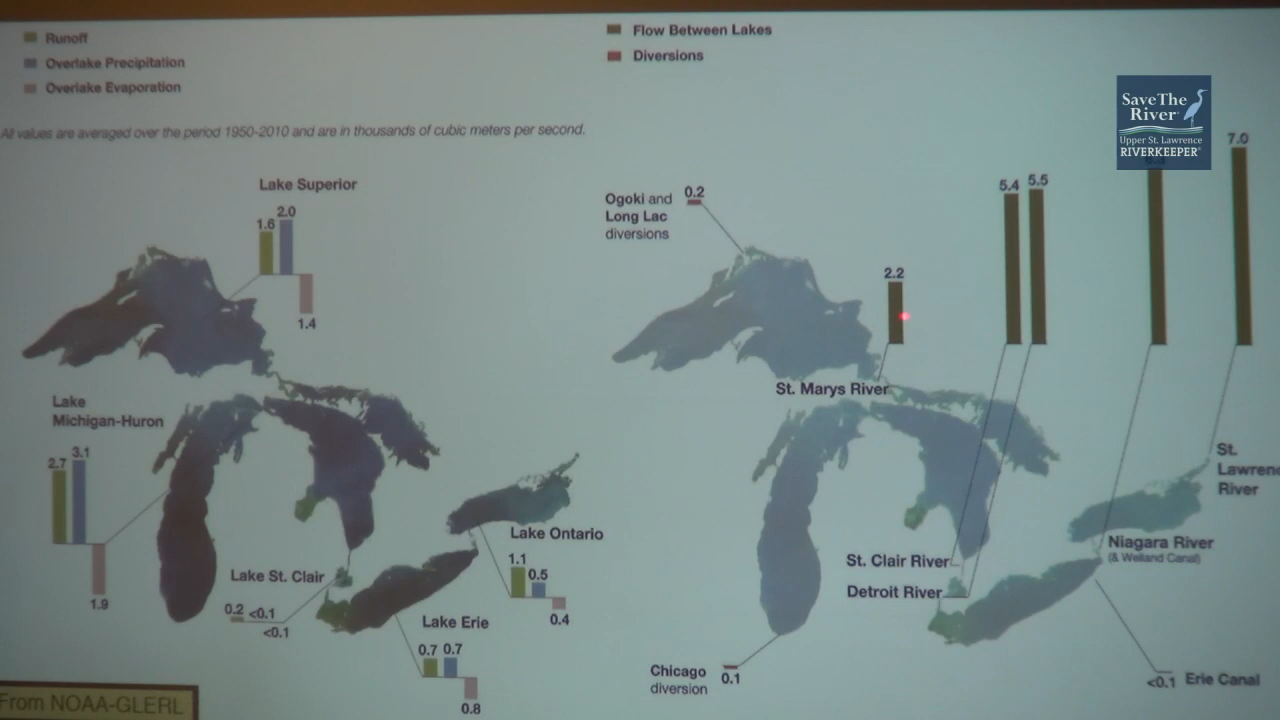 Runoff
Overlake Precipitation
Overlake Evaporation
Flow Between Lakes
Diversions
All values are averaged over the period 1950-2010 and are in thousands of cubic meters per second.
Save The
River
Upper St. Lawrence
RIVERKEEPER
Lake Superior
1.6
2.0
1.4
Lake
Michigan-Huron
2.7
3.1
1.9
Lake St. Clair
0.2 <0.1
<0.1
Lake Erie
0.7 0.7
0.8
Lake Ontario
1.1
0.5
0.4
Ogoki and
Long Lac
diversions
0.2
2.2
St. Marys River
5.4
5.5
7.0
St. Clair River
Detroit River
Niagara River
(& Welland Canal)
St.
River
Chicago
diversion
0.1
<0.1 Erie Canal
From NOAA-GLERL